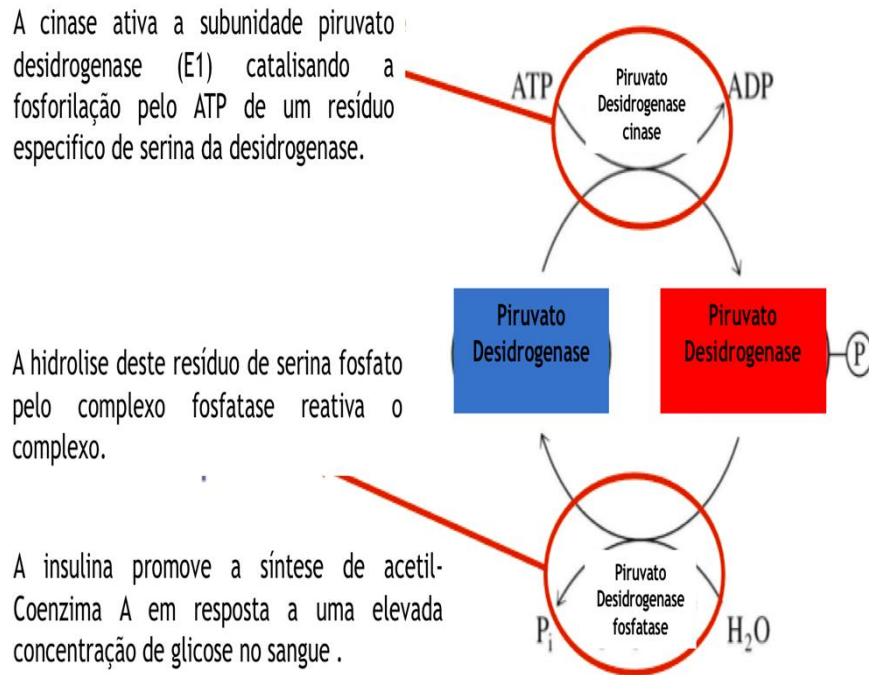 A cinase ativa a subunidade piruvato
desidrogenase (E1) catalisando a
fosforilação pelo ATP de um resíduo
especifico de serina da desidrogenase.
ATP
Piruvato
Desidrogenase
cinase
ADP
Piruvato
Desidrogenase
Piruvato
Desidrogenase
P
A hidrolise deste resíduo de serina fosfato
pelo complexo fosfatase reativa o
complexo.
A insulina promove a síntese de acetil-
Coenzima A em resposta a uma elevada
concentração de glicose no sangue .
Piruvato
Desidrogenase
fosfatase
Pi
H₂O